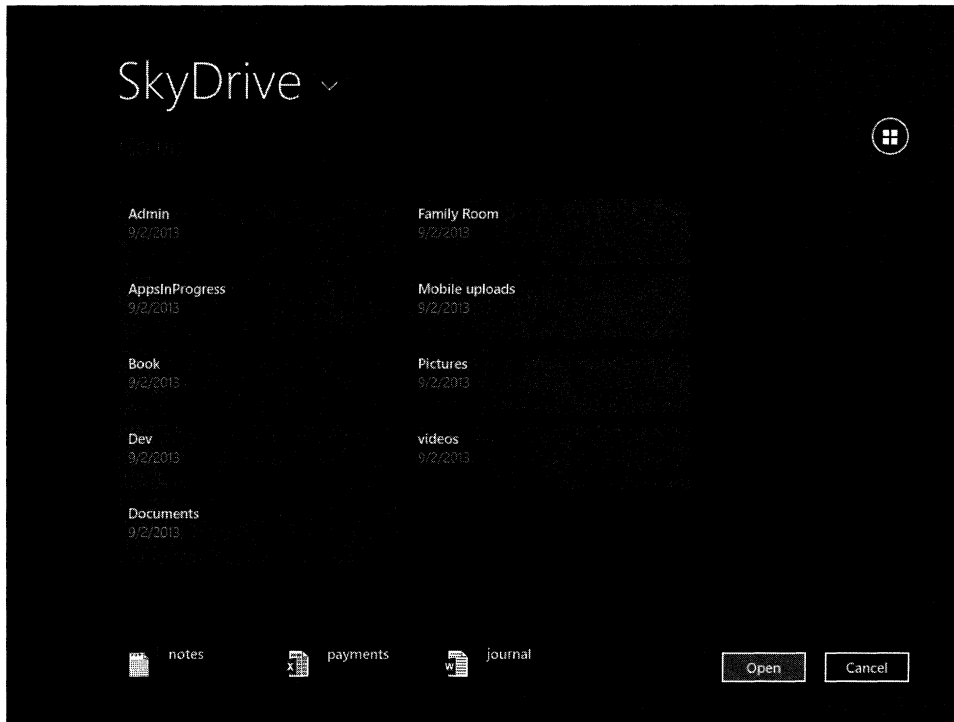 SkyDrive
Admin
9/2/2013
Family Room
9/2/2013
AppsInProgress
9/2/2013
Mobile uploads
9/2/2013
Book
9/2/2013
Pictures
9/2/2013
Dev
9/2/2013
videos
9/2/2013
Documents
9/2/2013
notes
payments
journal
Open
Cancel